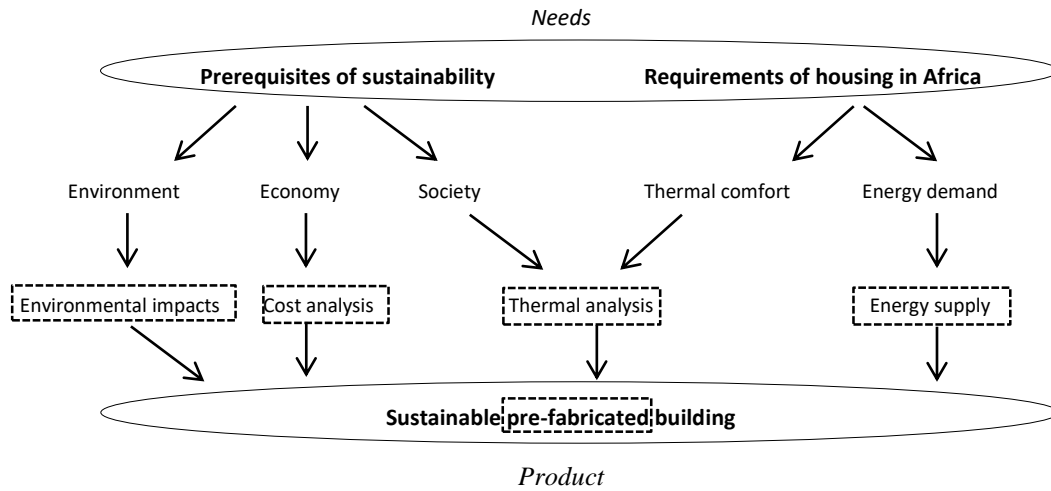 Needs
Prerequisites of sustainability Requirements of housing in Africa
Environment Economy Society Thermal comfort Energy demand
Environmental impacts Cost analysis Thermal analysis Energy supply
Sustainable pre-fabricated building
Product